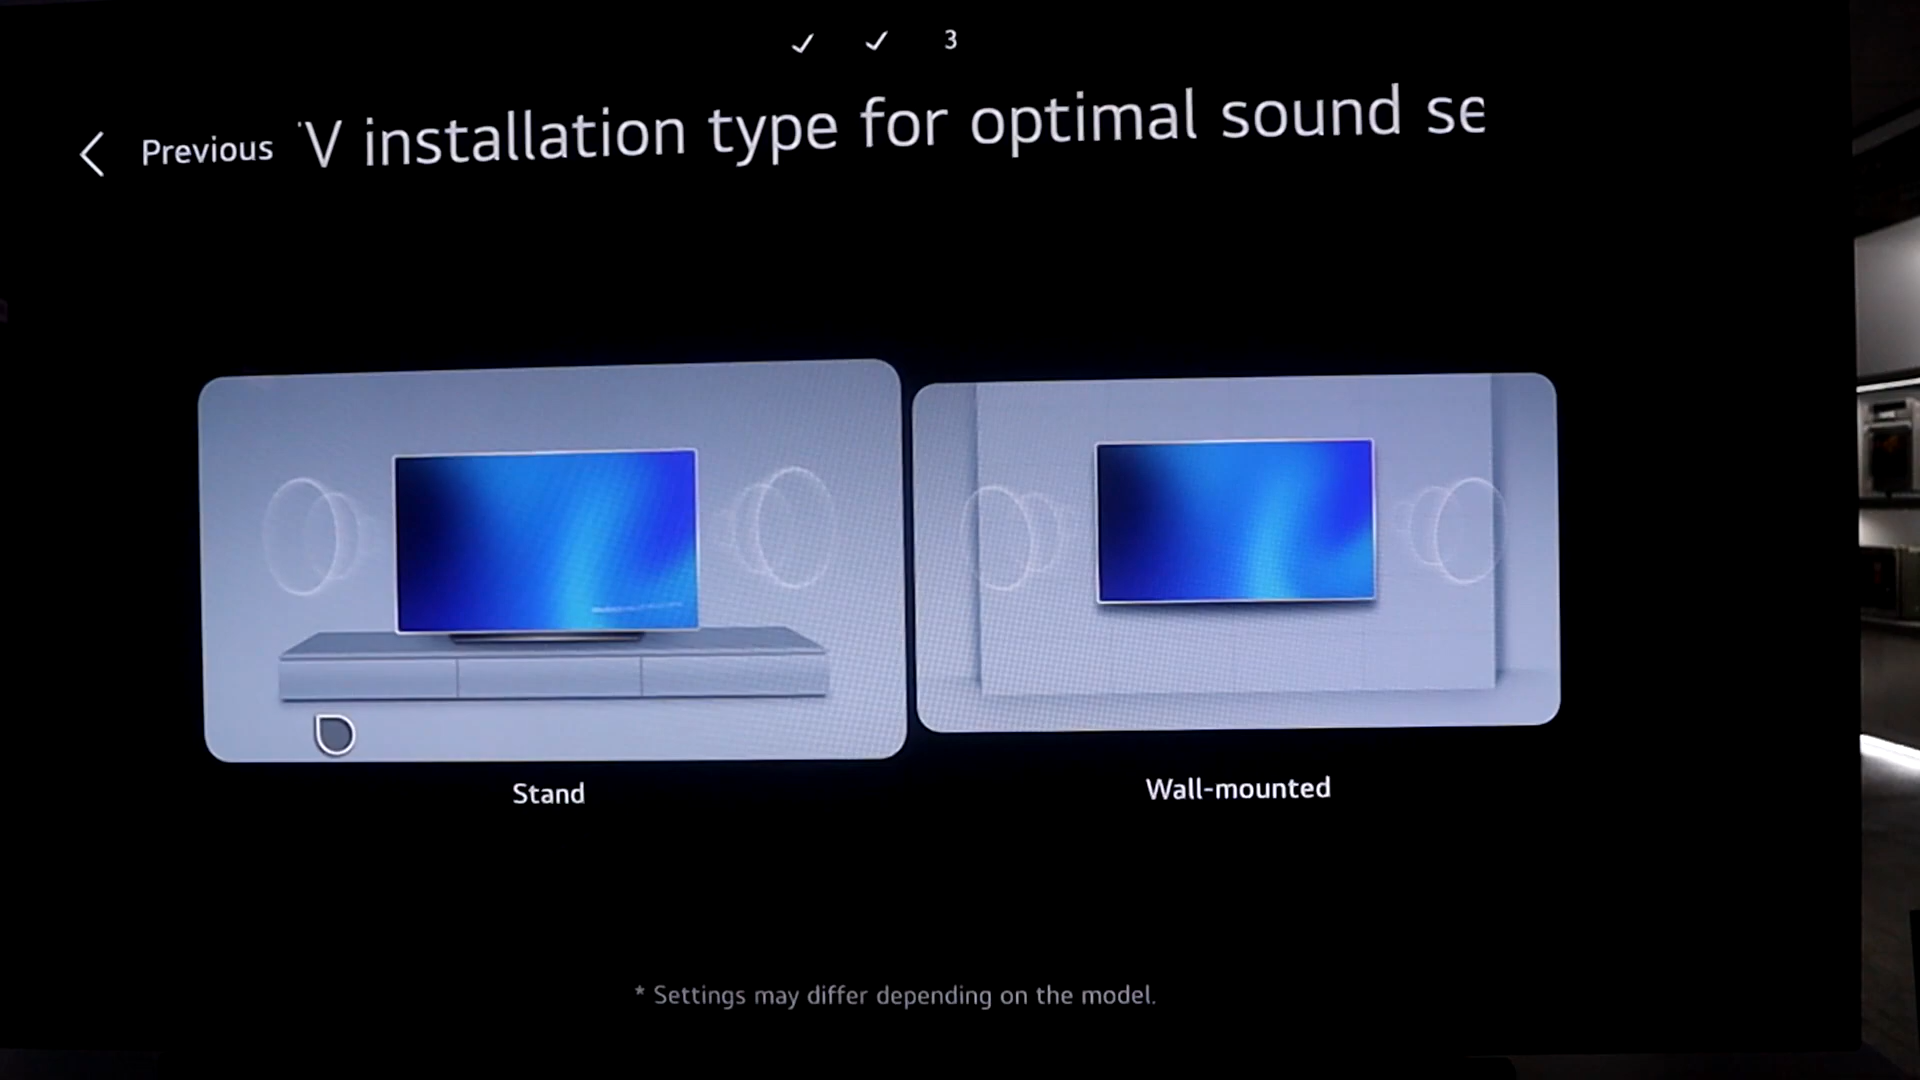 3
Previous
V installation type for optimal sound se
Stand
Wall-mounted
* Settings may differ depending on the model.